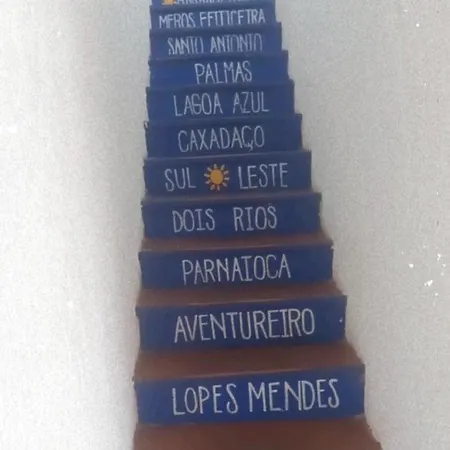 MEROS FEITICEIRA
SANTO ANTONIO
PALMAS
LAGOA AZUL
CAXADAÇO
SUL LESTE
DOIS RIOS
PARNAIOCA
AVENTUREIRO
LOPES MENDES